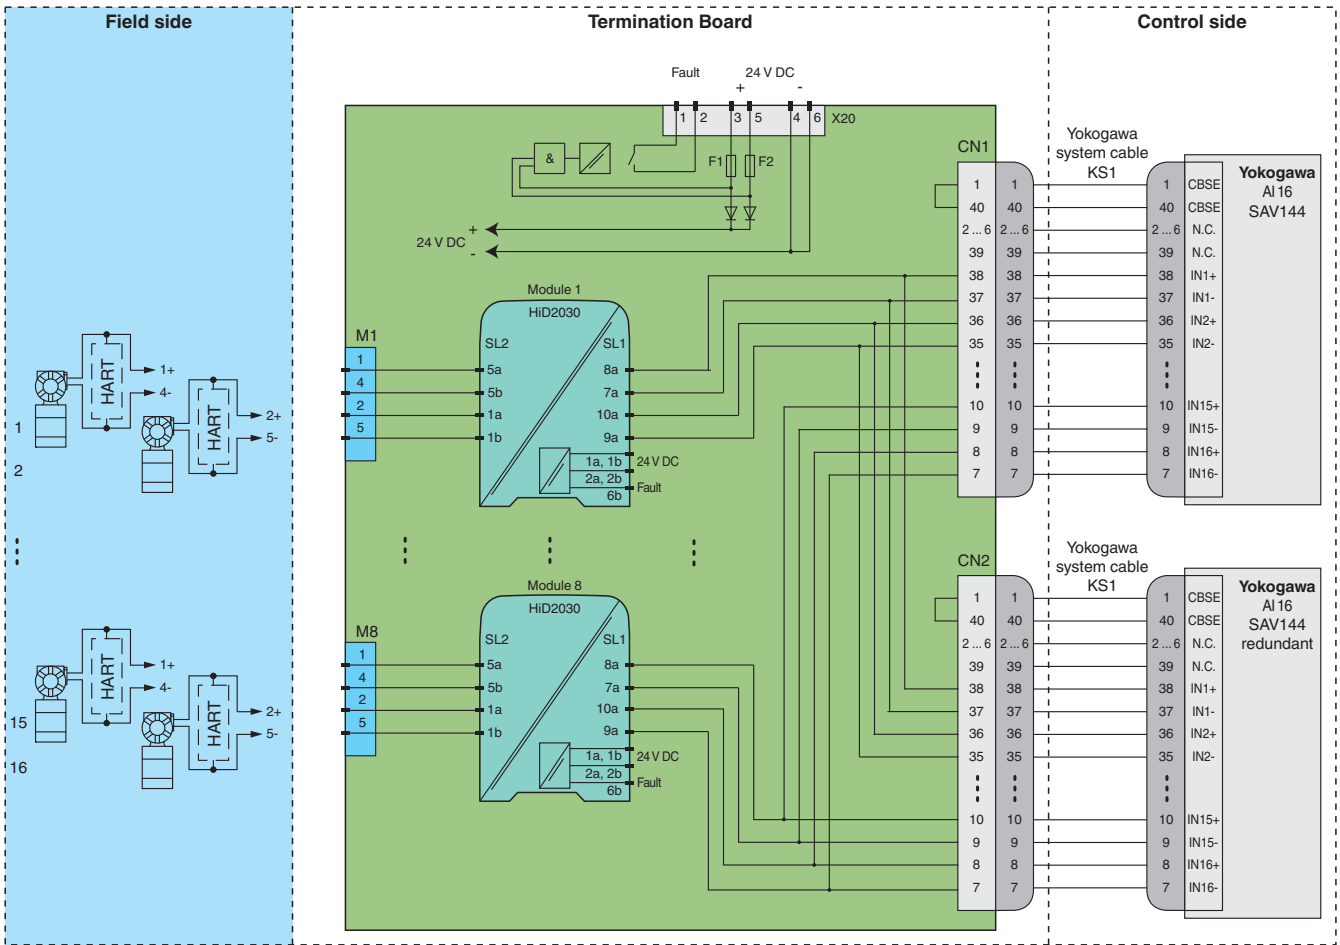 Field side
Termination Board
Control side
Fault
24 V DC
+
-
1
2
3
5
4
6
X20
&
F1
F2
+
24 V DC
-
Module 1
HiD2030
SL2
SL1
M1
1
4
2
5
5a
5b
1a
1b
8a
7a
10a
9a
1a, 1b
24 V DC
2a, 2b
Fault
6b
HART
1+
4-
HART
2+
5-
1
2
Module 8
HiD2030
SL2
SL1
M8
1
4
2
5
5a
5b
1a
1b
8a
7a
10a
9a
1a, 1b
24 V DC
2a, 2b
Fault
6b
HART
1+
4-
HART
2+
5-
15
16
CN1
Yokogawa
system cable
KS1
Yokogawa
AI 16
SAV144
1 1 1 CBSE
40 40 40 CBSE
2 ... 6 2 ... 6 2 ... 6 N.C.
39 39 39 N.C.
38 38 38 IN1+
37 37 37 IN1-
36 36 36 IN2+
35 35 35 IN2-
10 10 10 IN15+
9 9 9 IN15-
8 8 8 IN16+
7 7 7 IN16-
CN2
Yokogawa
system cable
KS1
Yokogawa
AI 16
SAV144
redundant
1 1 1 CBSE
40 40 40 CBSE
2 ... 6 2 ... 6 2 ... 6 N.C.
39 39 39 N.C.
38 38 38 IN1+
37 37 37 IN1-
36 36 36 IN2+
35 35 35 IN2-
10 10 10 IN15+
9 9 9 IN15-
8 8 8 IN16+
7 7 7 IN16-